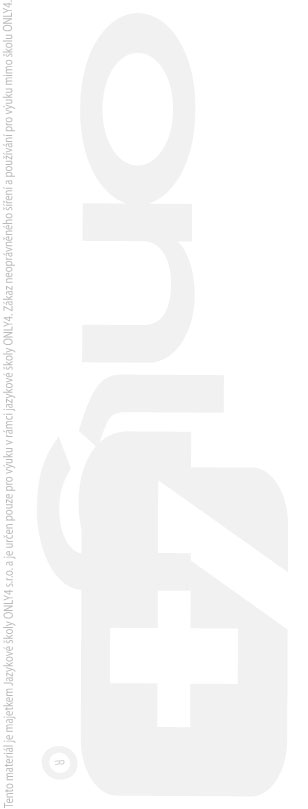 Tento materiál je majetkem Jazykové školy ONLY4 s.r.o. a je určen pouze pro výuku v rámci jazykové školy ONLY4. Zákaz neoprávněného šíření a používání pro výuku mimo školu ONLY4.
only4
®